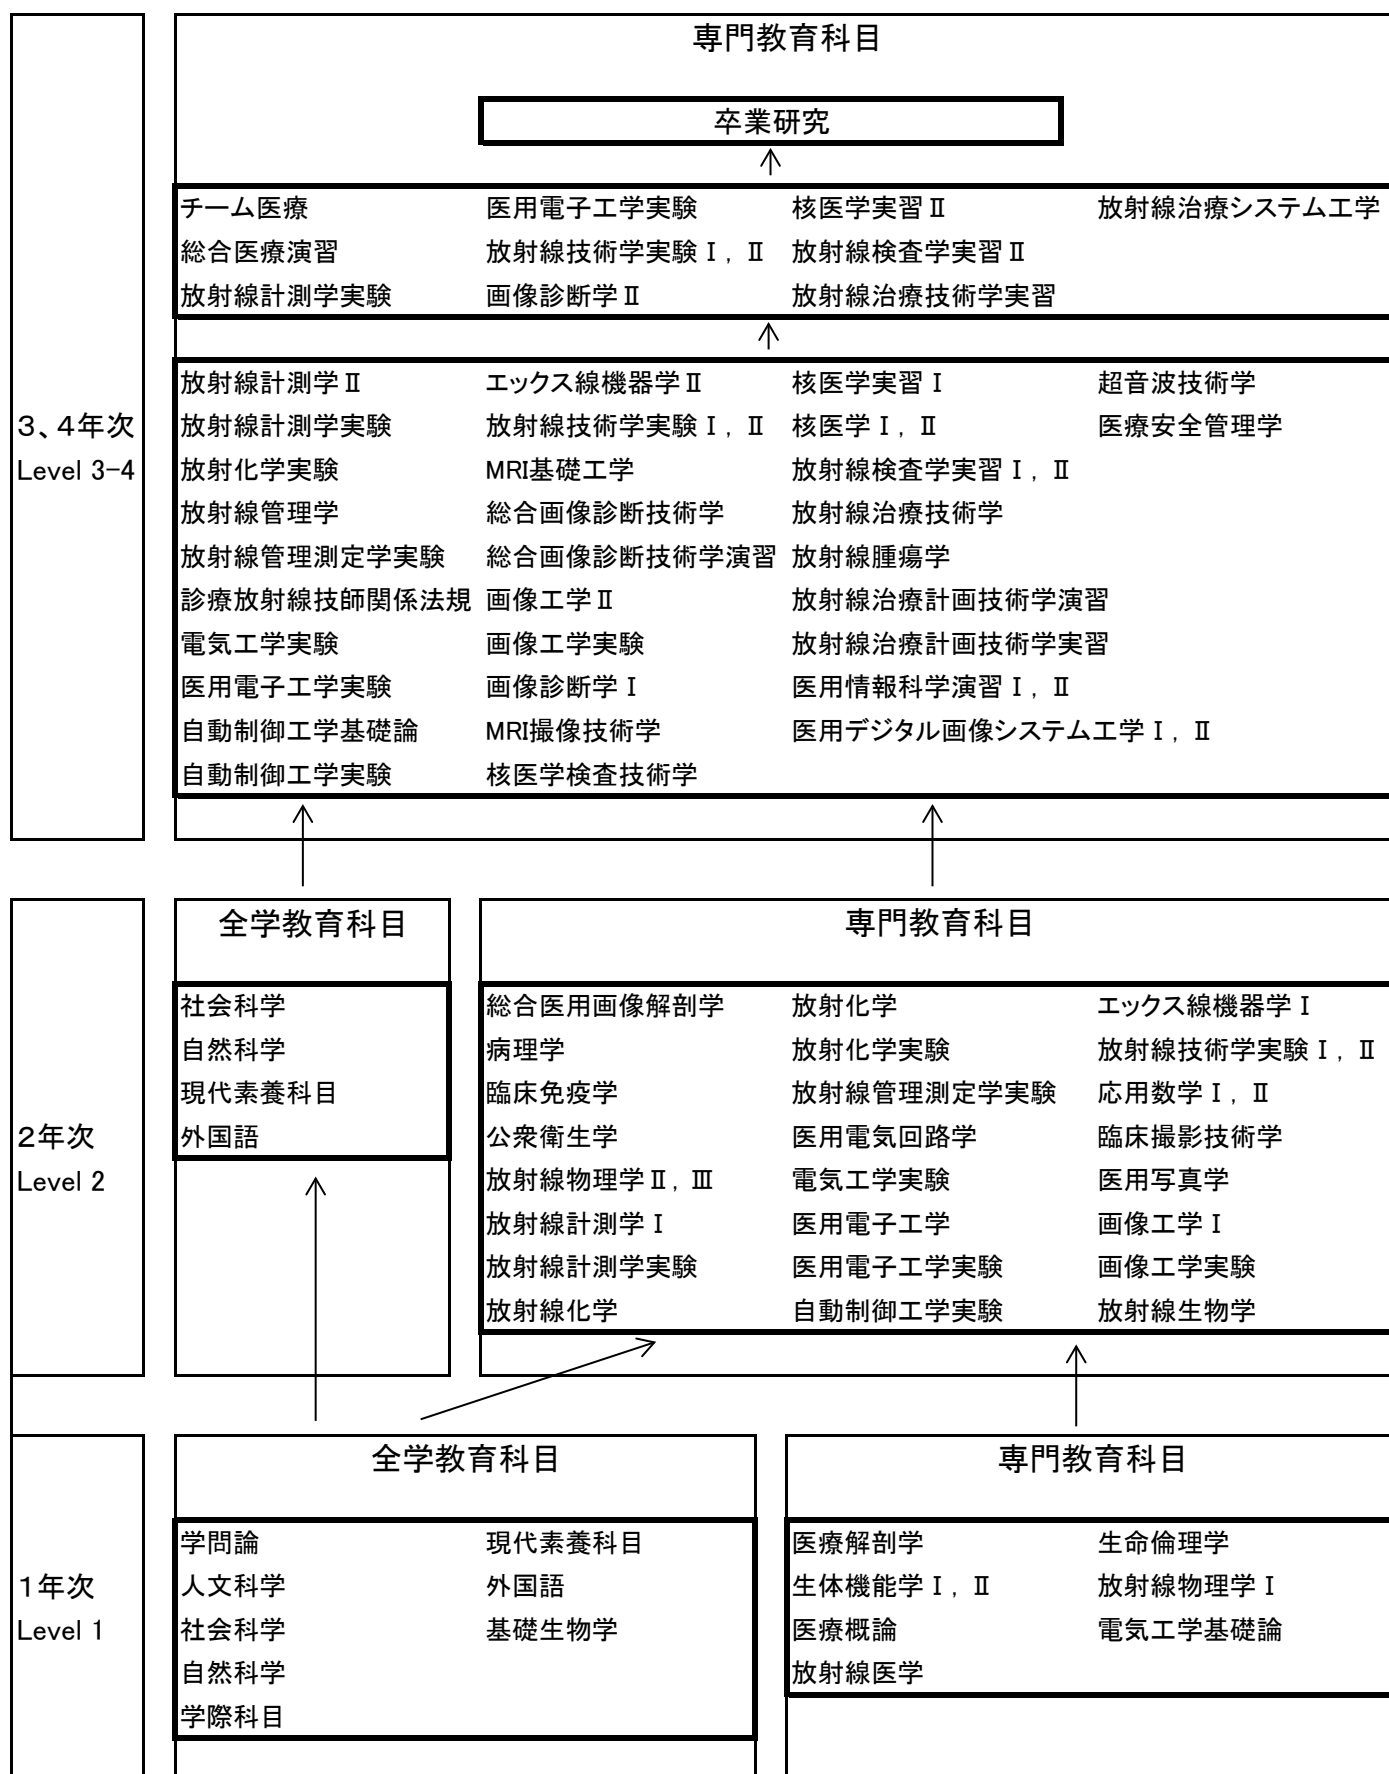 専門教育科目
卒業研究
チーム医療 医用電子工学実験 核医学実習Ⅱ 放射線治療システム工学
総合医療演習 放射線技術学実験Ⅰ, Ⅱ 放射線検査学実習Ⅱ
放射線計測学実験 画像診断学Ⅱ 放射線治療技術学実習
放射線計測学Ⅱ エックス線機器学Ⅱ 核医学実習Ⅰ 超音波技術学
3、4年次 放射線計測学実験 放射線技術学実験Ⅰ, Ⅱ 核医学Ⅰ, Ⅱ 医療安全管理学
Level 3-4 放射化学実験 MRI基礎工学 放射線検査学実習Ⅰ, Ⅱ
放射線管理学 総合画像診断技術学 放射線治療技術学
放射線管理測定学実験 総合画像診断技術学演習 放射線腫瘍学
診療放射線技師関係法規 画像工学Ⅱ 放射線治療計画技術学演習
電気工学実験 画像工学実験 放射線治療計画技術学実習
医用電子工学実験 画像診断学Ⅰ 医用情報科学演習Ⅰ, Ⅱ
自動制御工学基礎論 MRI撮像技術学 医用デジタル画像システム工学Ⅰ, Ⅱ
自動制御工学実験 核医学検査技術学
全学教育科目 専門教育科目
社会科学 総合医用画像解剖学 放射化学 エックス線機器学Ⅰ
自然科学 病理学 放射化学実験 放射線技術学実験Ⅰ, Ⅱ
現代素養科目 臨床免疫学 放射線管理測定学実験 応用数学Ⅰ, Ⅱ
2年次 外国語 公衆衛生学 医用電気回路学 臨床撮影技術学
Level 2 放射線物理学Ⅱ, Ⅲ 電気工学実験 医用写真学
放射線計測学Ⅰ 医用電子工学 画像工学Ⅰ
放射線計測学実験 医用電子工学実験 画像工学実験
放射線化学 自動制御工学実験 放射線生物学
全学教育科目 専門教育科目
学問論 現代素養科目 医療解剖学 生命倫理学
1年次 人文科学 外国語 生体機能学Ⅰ, Ⅱ 放射線物理学Ⅰ
Level 1 社会科学 基礎生物学 医療概論 電気工学基礎論
自然科学 放射線医学
学際科目